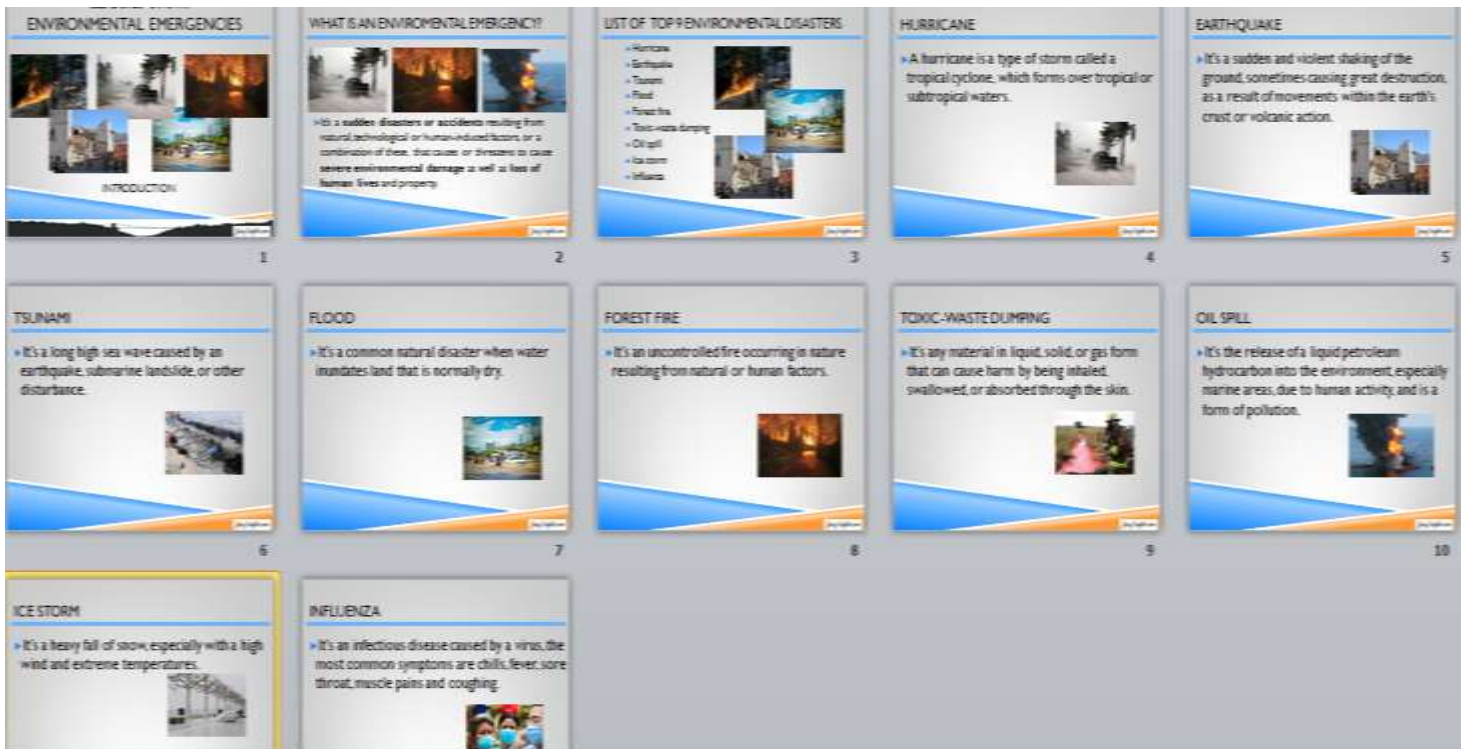 ENVIRONMENTAL EMERGENCIES
INTRODUCTION
1
WHAT IS AN ENVIROMENTAL EMERGENCY?
It's a sudden disasters or accidents resulting from
natural, technological or human-induced factors, or a
combination of these, that causes or threatens to cause
severe environmental damage as well as loss of
human lives and property.
2
LIST OF TOP 9 ENVIRONMENTAL DISASTERS
Hurricane
Earthquake
Tsunami
Flood
Forest fire
Toxic-waste dumping
Oil spill
Ice storm
Influenza
3
HURRICANE
A hurricane is a type of storm called a
tropical cyclone, which forms over tropical or
subtropical waters.
4
EARTHQUAKE
It's a sudden and violent shaking of the
ground, sometimes causing great destruction,
as a result of movements within the earth's
crust or volcanic action.
5
TSUNAMI
It's a long high sea wave caused by an
earthquake, submarine landslide, or other
disturbance.
6
FLOOD
It's a common natural disaster when water
inundates land that is normally dry.
7
FOREST FIRE
It's an uncontrolled fire occurring in nature
resulting from natural or human factors.
8
TOXIC-WASTE DUMPING
It's any material in liquid, solid, or gas form
that can cause harm by being inhaled,
swallowed, or absorbed through the skin.
9
OIL SPILL
It's the release of a liquid petroleum
hydrocarbon into the environment, especially
marine areas, due to human activity, and is a
form of pollution.
10
ICE STORM
It's a heavy fall of snow, especially with a high
wind and extreme temperatures.
INFLUENZA
It's an infectious disease caused by a virus, the
most common symptoms are chills, fever, sore
throat, muscle pains and coughing.